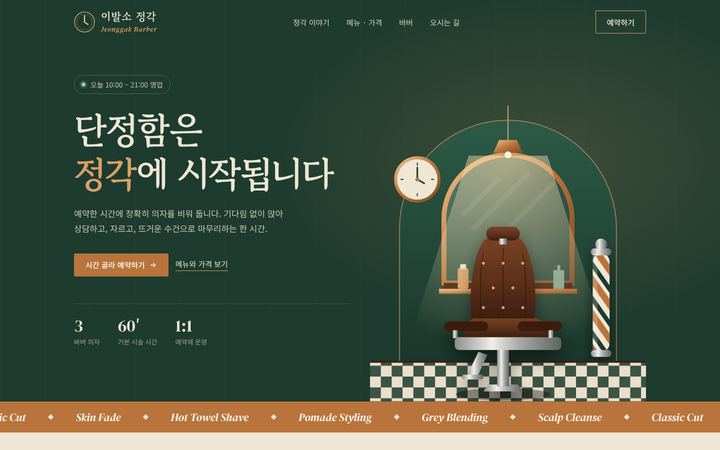 이발소 정각
Jeonggak Barber
정각 이야기
메뉴 · 가격
바버
오시는 길
예약하기
오늘 10:00 – 21:00 영업
단정함은
정각에 시작됩니다
예약한 시간에 정확히 의자를 비워 둡니다. 기다림 없이 앉아
상담하고, 자르고, 뜨거운 수건으로 마무리하는 한 시간.
시간 골라 예약하기 →
메뉴와 가격 보기
3
바버 의자
60′
기본 시술 시간
1:1
예약제 운영
ic Cut ◆ Skin Fade ◆ Hot Towel Shave ◆ Pomade Styling ◆ Grey Blending ◆ Scalp Cleanse ◆ Classic Cut